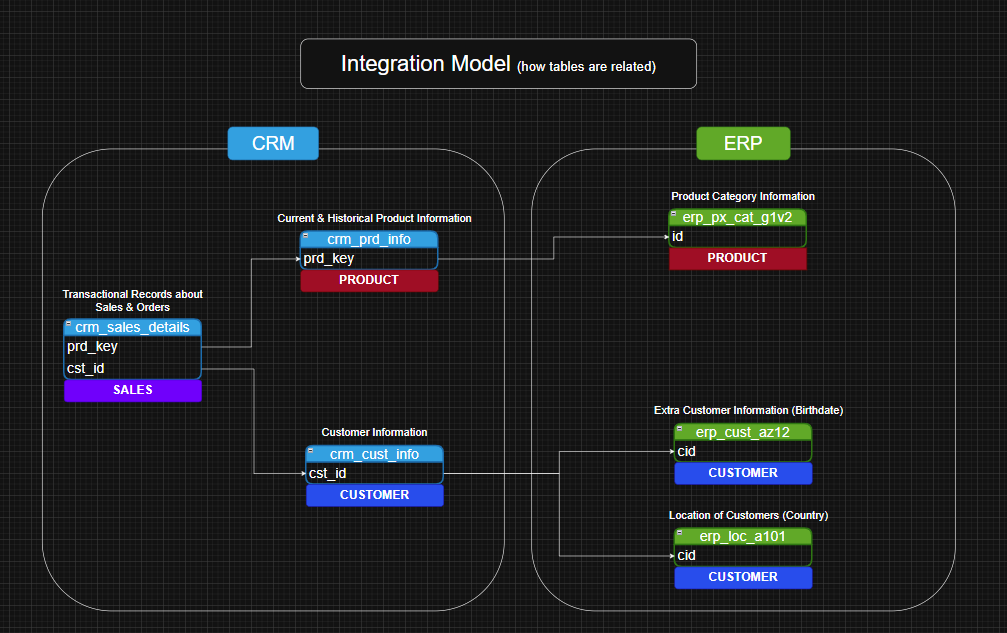 Integration Model (how tables are related)
CRM
Current & Historical Product Information
crm_prd_info
prd_key
PRODUCT
Transactional Records about
Sales & Orders
crm_sales_details
prd_key
cst_id
SALES
Customer Information
crm_cust_info
cst_id
CUSTOMER
ERP
Product Category Information
erp_px_cat_g1v2
id
PRODUCT
Extra Customer Information (Birthdate)
erp_cust_az12
cid
CUSTOMER
Location of Customers (Country)
erp_loc_a101
cid
CUSTOMER